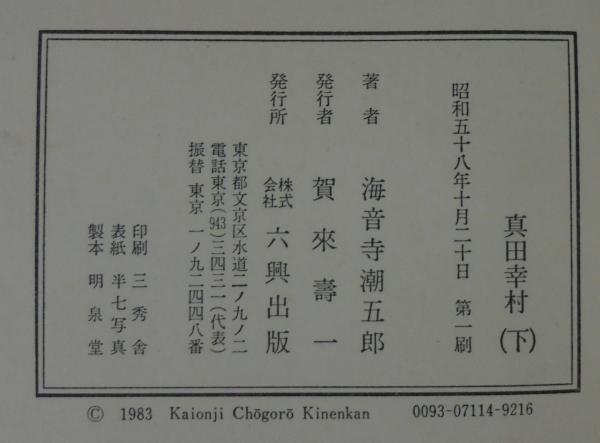 真田幸村(下)
昭和五十八年十月二十日 第一刷
著者 海音寺潮五郎
発行者 賀來壽一
発行所 株式会社 六興出版
東京都文京区水道二ノ九ノ二
電話東京(943)三四三一(代表)
振替 東京 一ノ九二四四八番
印刷 三秀舎
表紙 半七写真
製本 明泉堂
© 1983 Kaionji Chōgorō Kinenkan 0093-07114-9216